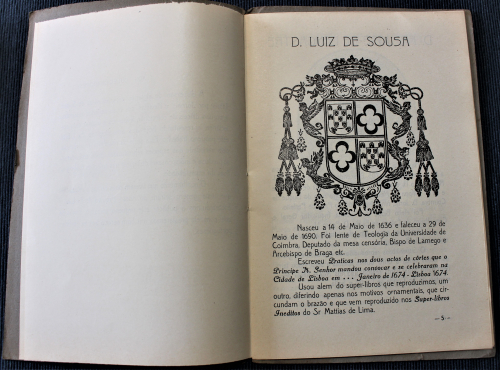 D. LUIZ DE SOUSA
Nasceu a 14 de Maio de 1636 e faleceu a 29 de
Maio de 1690. Foi lente de Teologia da Universidade de
Coimbra, Deputado da mesa censória, Bispo de Lamego e
Arcebispo de Braga etc.
Escreveu Praticas nos dous actos de côrtes que o
Principe N. Senhor mandou convocar e se celebraram na
Cidade de Lisboa em ... Janeiro de 1674 - Lisboa 1674.
Usou alem do super-libros que reproduzimos, um
outro, diferindo apenas nos motivos ornamentais, que cir-
cundam o brazão e que vem reproduzido nos Super-libros
Ineditos do Sr. Mattias de Lima.
— 5 —